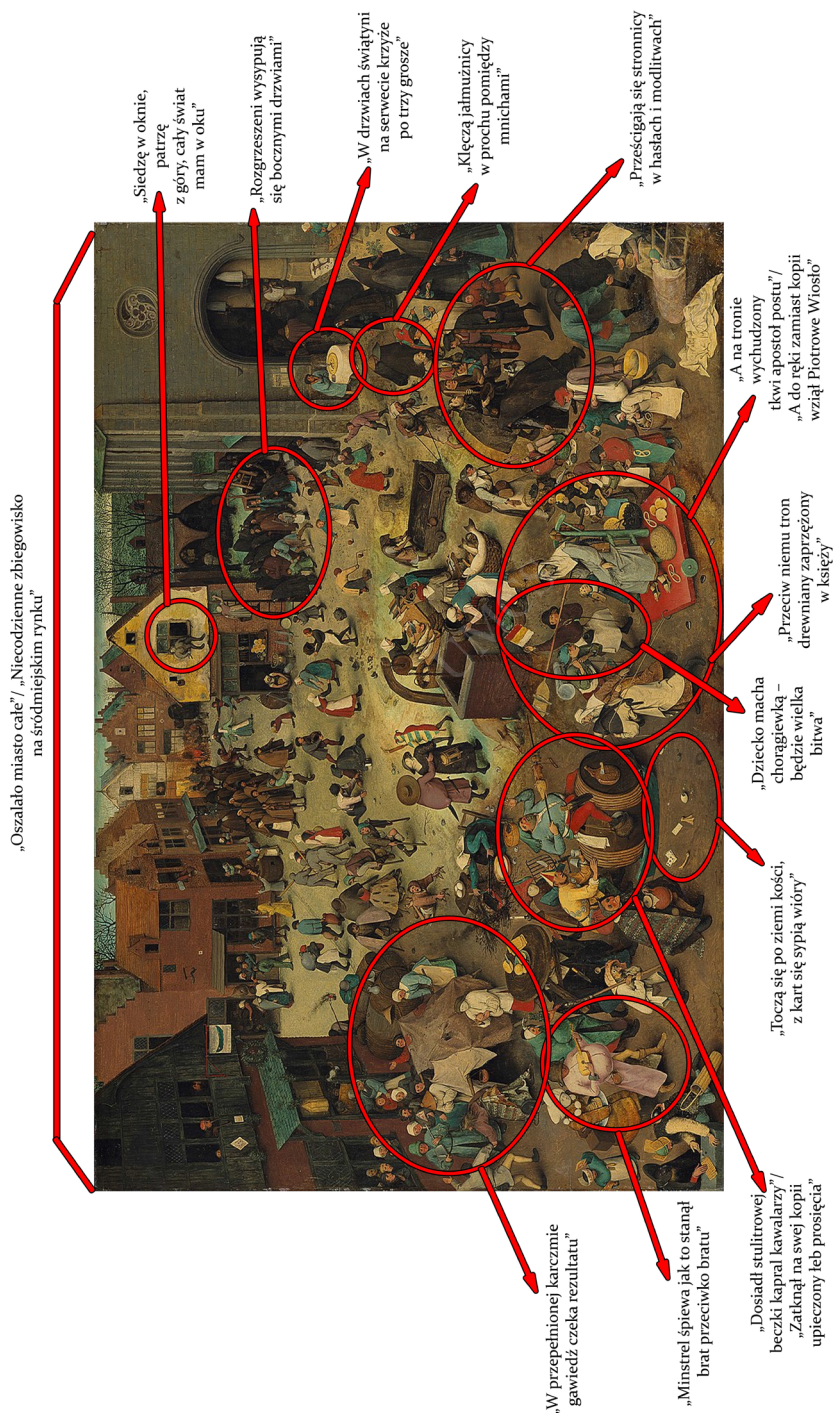 „Oszalało miasto całe”/ „Niecodzienne zbiegowisko
na śródmiejskim rynku”
„Siedzę w oknie,
patrzę
z góry, cały świat
mam w oku”
„Rozgrzeszeni wysypują
się bocznymi drzwiami”
„W drzwiach świątyni
na serwecie krzyże
po trzy grosze”
„Klęczą jałmużnicy
w prochu pomiędzy
mnichami”
„Prześcigają się stronnicy
w hasłach i modlitwach”
„W przepełnionej karczmie
gawiedź czeka rezultatu”
„Minstrel śpiewa jak to stanął
brat przeciwko bratu”
„Dosiadł stulitrowej
beczki kapral kawalarzy”/
„Zatknął na swej kopii
upieczony łeb prosięcia”
„Toczą się po ziemi kości,
z kart się sypią wióry”
„Dziecko macha
chorągiewką –
będzie wielka
bitwa”
„Przeciw niemu tron
drewniany zaprzężony
w księży”
„A na tronie
wychudzony
tkwi apostoł postu”/
„A do ręki zamiast kopii
wziął Piotrowe Wiosło”